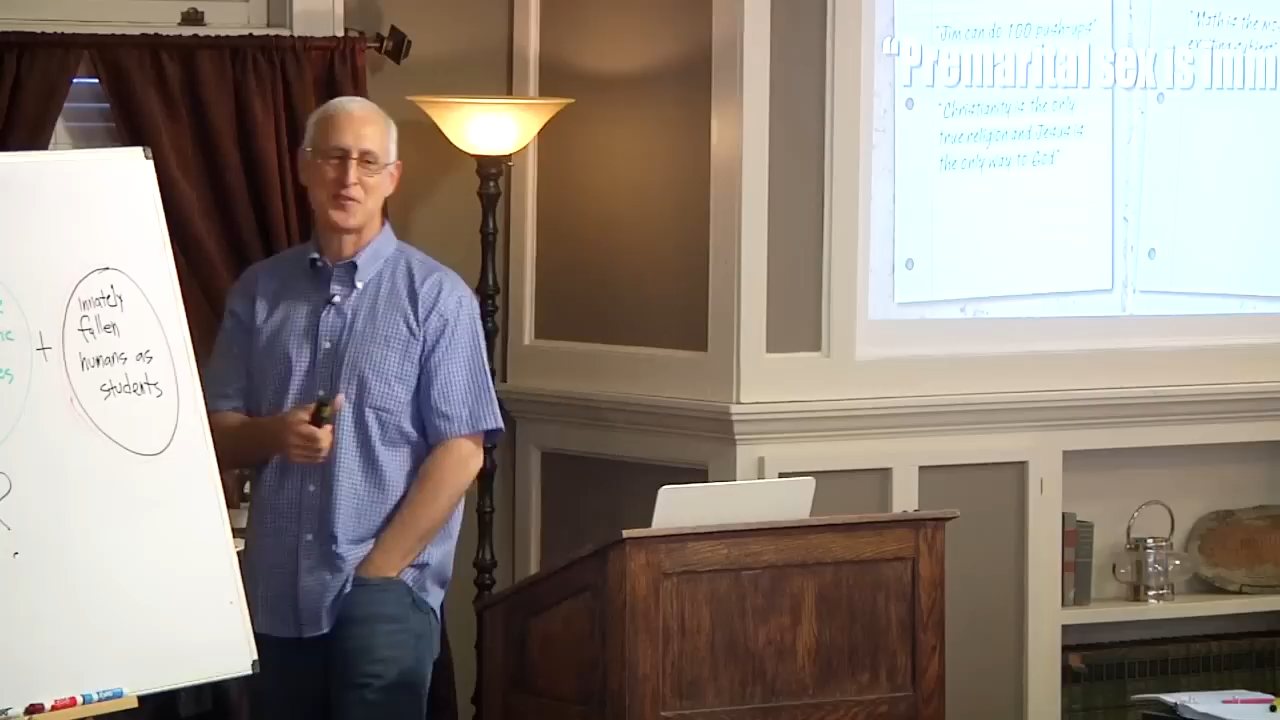 innately
fallen
humans as
students
+
"Jim can do 100 push-ups"
"Premarital sex is imm
"Christianity is the only
true religion and Jesus is
the only way to God"
"Math is the